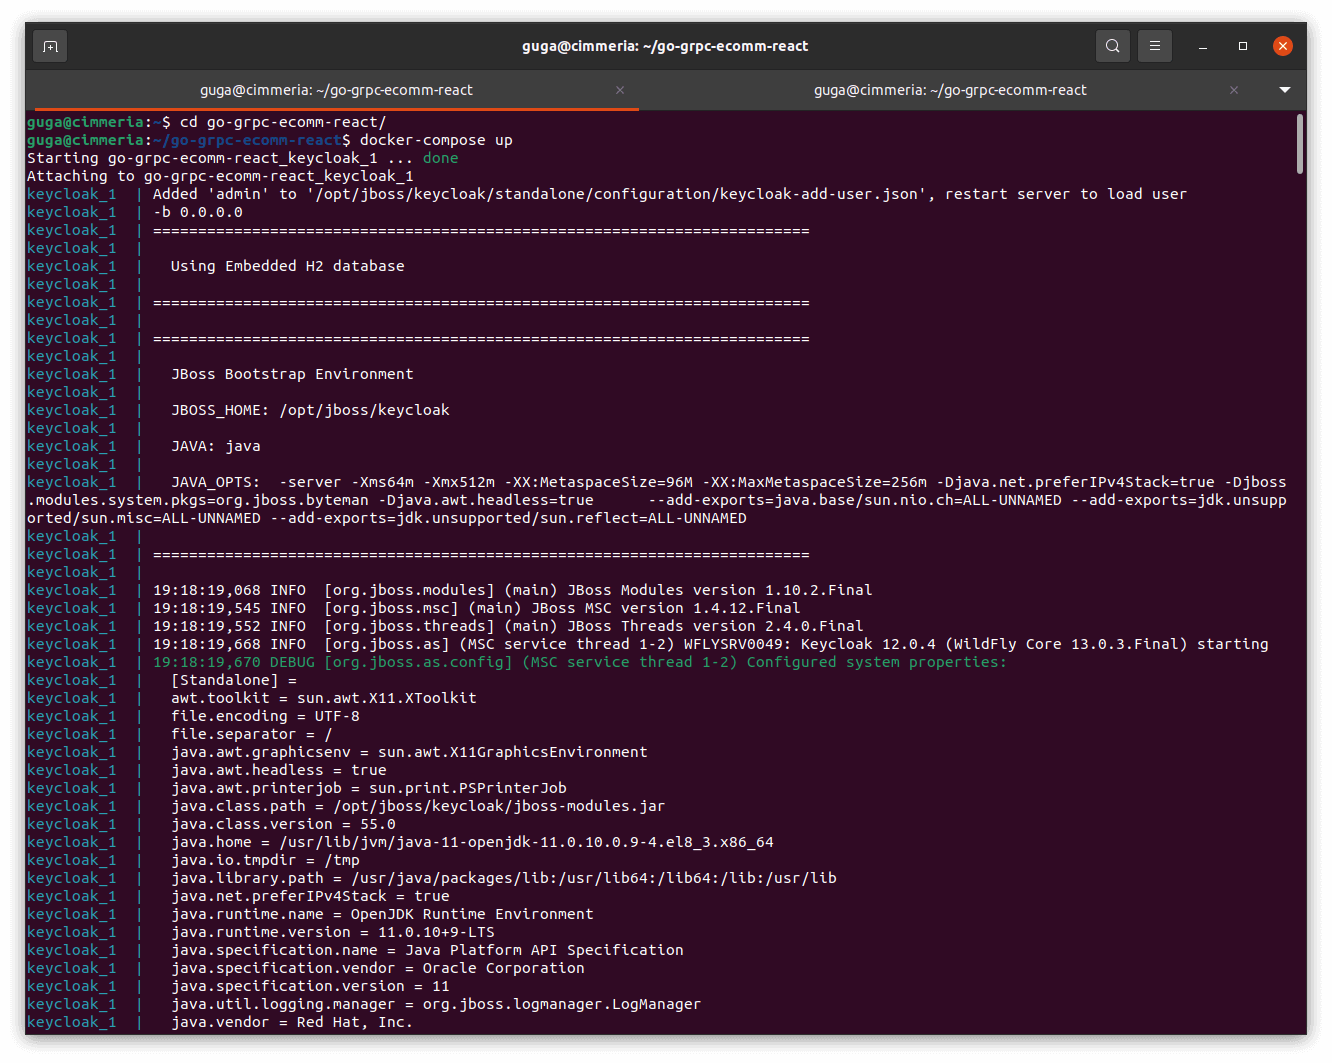 guga@cimmeria: ~/go-grpc-ecomm-react
guga@cimmeria: ~/go-grpc-ecomm-react × guga@cimmeria: ~/go-grpc-ecomm-react ×
guga@cimmeria:~$ cd go-grpc-ecomm-react/
guga@cimmeria:~/go-grpc-ecomm-react$ docker-compose up
Starting go-grpc-ecomm-react_keycloak_1 ... done
Attaching to go-grpc-ecomm-react_keycloak_1
keycloak_1  | Added 'admin' to '/opt/jboss/keycloak/standalone/configuration/keycloak-add-user.json', restart server to load user
keycloak_1  | -b 0.0.0.0
keycloak_1  | =========================================================================
keycloak_1  |
keycloak_1  |   Using Embedded H2 database
keycloak_1  |
keycloak_1  | =========================================================================
keycloak_1  |
keycloak_1  | =========================================================================
keycloak_1  |
keycloak_1  |   JBoss Bootstrap Environment
keycloak_1  |
keycloak_1  |   JBOSS_HOME: /opt/jboss/keycloak
keycloak_1  |
keycloak_1  |   JAVA: java
keycloak_1  |
keycloak_1  |   JAVA_OPTS:  -server -Xms64m -Xmx512m -XX:MetaspaceSize=96M -XX:MaxMetaspaceSize=256m -Djava.net.preferIPv4Stack=true -Djboss
.modules.system.pkgs=org.jboss.byteman -Djava.awt.headless=true      --add-exports=java.base/sun.nio.ch=ALL-UNNAMED --add-exports=jdk.unsupp
orted/sun.misc=ALL-UNNAMED --add-exports=jdk.unsupported/sun.reflect=ALL-UNNAMED
keycloak_1  |
keycloak_1  | =========================================================================
keycloak_1  |
keycloak_1  | 19:18:19,068 INFO  [org.jboss.modules] (main) JBoss Modules version 1.10.2.Final
keycloak_1  | 19:18:19,545 INFO  [org.jboss.msc] (main) JBoss MSC version 1.4.12.Final
keycloak_1  | 19:18:19,552 INFO  [org.jboss.threads] (main) JBoss Threads version 2.4.0.Final
keycloak_1  | 19:18:19,668 INFO  [org.jboss.as] (MSC service thread 1-2) WFLYSRV0049: Keycloak 12.0.4 (WildFly Core 13.0.3.Final) starting
keycloak_1  | 19:18:19,670 DEBUG [org.jboss.as.config] (MSC service thread 1-2) Configured system properties:
keycloak_1  |   [Standalone] =
keycloak_1  |   awt.toolkit = sun.awt.X11.XToolkit
keycloak_1  |   file.encoding = UTF-8
keycloak_1  |   file.separator = /
keycloak_1  |   java.awt.graphicsenv = sun.awt.X11GraphicsEnvironment
keycloak_1  |   java.awt.headless = true
keycloak_1  |   java.awt.printerjob = sun.print.PSPrinterJob
keycloak_1  |   java.class.path = /opt/jboss/keycloak/jboss-modules.jar
keycloak_1  |   java.class.version = 55.0
keycloak_1  |   java.home = /usr/lib/jvm/java-11-openjdk-11.0.10.0.9-4.el8_3.x86_64
keycloak_1  |   java.io.tmpdir = /tmp
keycloak_1  |   java.library.path = /usr/java/packages/lib:/usr/lib64:/lib64:/lib:/usr/lib
keycloak_1  |   java.net.preferIPv4Stack = true
keycloak_1  |   java.runtime.name = OpenJDK Runtime Environment
keycloak_1  |   java.runtime.version = 11.0.10+9-LTS
keycloak_1  |   java.specification.name = Java Platform API Specification
keycloak_1  |   java.specification.vendor = Oracle Corporation
keycloak_1  |   java.specification.version = 11
keycloak_1  |   java.util.logging.manager = org.jboss.logmanager.LogManager
keycloak_1  |   java.vendor = Red Hat, Inc.